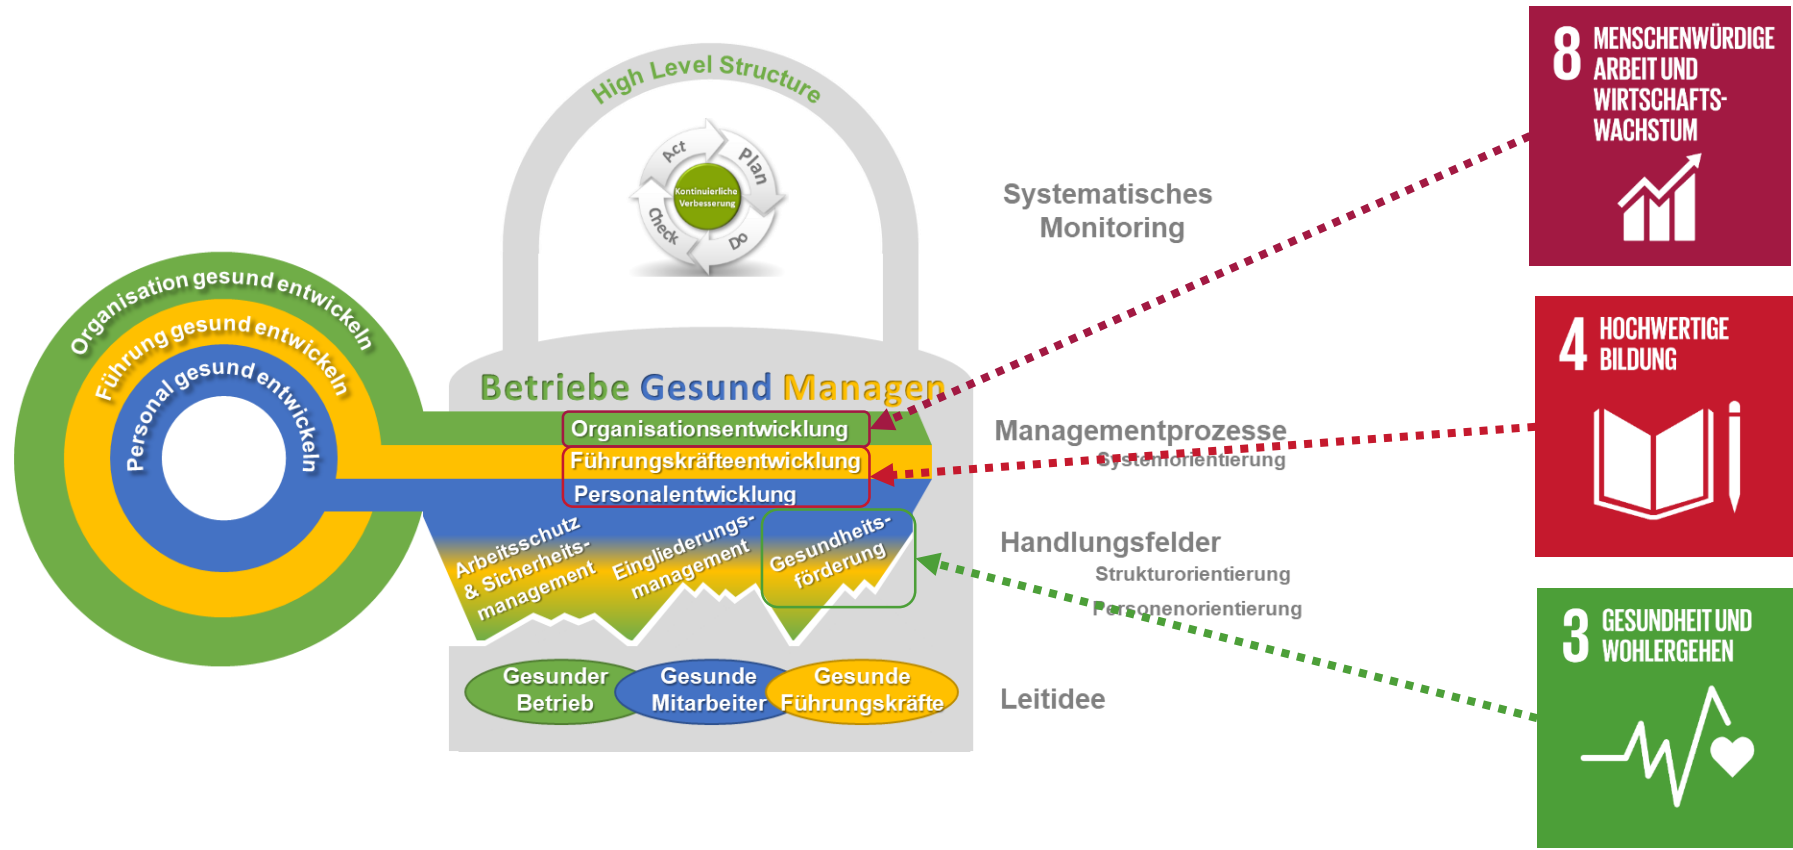 High Level Structure
Act
Plan
Kontinuierliche
Verbesserung
Check
Do
Systematisches
Monitoring
8 MENSCHENWÜRDIGE
ARBEIT UND
WIRTSCHAFTS-
WACHSTUM
Organisation gesund entwickeln
Führung gesund entwickeln
Personal gesund entwickeln
Betriebe Gesund Managen
Organisationsentwicklung
Führungskräfteentwicklung
Personalentwicklung
Managementprozesse
Systemorientierung
4 HOCHWERTIGE
BILDUNG
Arbeitsschutz
& Sicherheits-
management
Eingliederungs-
management
Gesundheits-
förderung
Handlungsfelder
Strukturorientierung
Personenorientierung
3 GESUNDHEIT UND
WOHLERGEHEN
Gesunder
Betrieb
Gesunde
Mitarbeiter
Gesunde
Führungskräfte
Leitidee